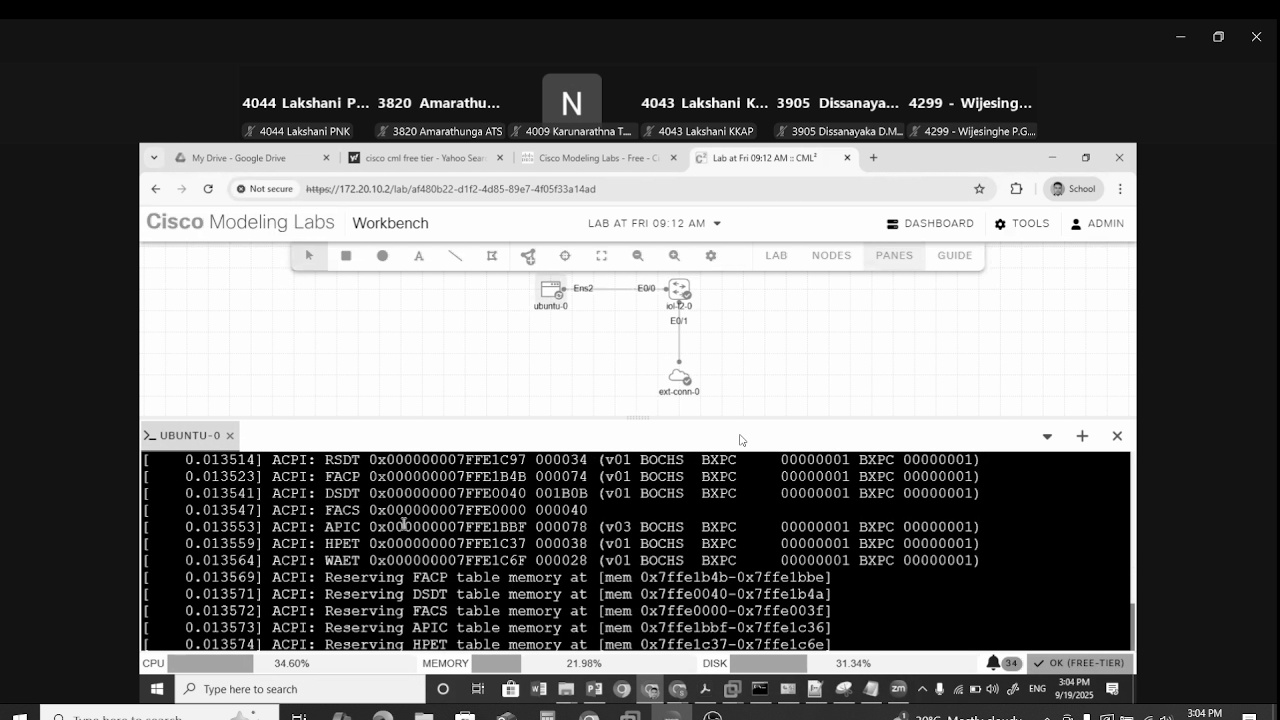 4044 Lakshani P... 3820 Amarathu... N 4043 Lakshani K... 3905 Dissanaya... 4299 - Wijesing...
4044 Lakshani PNK 3820 Amarathunga ATS 4009 Karunarathna T... 4043 Lakshani KKAP 3905 Dissanayaka D.M... 4299 - Wijesinghe P.G....
My Drive - Google Drive cisco cml free tier - Yahoo Sear Cisco Modeling Labs - Free - Ci Lab at Fri 09:12 AM :: CML²
Not secure https://172.20.10.2/lab/af480b22-d1f2-4d85-89e7-4f05f33a14ad School
Cisco Modeling Labs Workbench LAB AT FRI 09:12 AM DASHBOARD TOOLS ADMIN
A LAB NODES PANES GUIDE
Ens2 E0/0
ubuntu-0 iol-l2-0
E0/1
ext-conn-0
UBUNTU-0
[ 0.013514] ACPI: RSDT 0x000000007FFE1C97 000034 (v01 BOCHS BXPC 00000001 BXPC 00000001)
[ 0.013523] ACPI: FACP 0x000000007FFE1B4B 000074 (v01 BOCHS BXPC 00000001 BXPC 00000001)
[ 0.013541] ACPI: DSDT 0x000000007FFE0040 001B0B (v01 BOCHS BXPC 00000001 BXPC 00000001)
[ 0.013547] ACPI: FACS 0x000000007FFE0000 000040
[ 0.013553] ACPI: APIC 0x000000007FFE1BBF 000078 (v03 BOCHS BXPC 00000001 BXPC 00000001)
[ 0.013559] ACPI: HPET 0x000000007FFE1C37 000038 (v01 BOCHS BXPC 00000001 BXPC 00000001)
[ 0.013564] ACPI: WAET 0x000000007FFE1C6F 000028 (v01 BOCHS BXPC 00000001 BXPC 00000001)
[ 0.013569] ACPI: Reserving FACP table memory at [mem 0x7ffe1b4b-0x7ffe1bbe]
[ 0.013571] ACPI: Reserving DSDT table memory at [mem 0x7ffe0040-0x7ffe1b4a]
[ 0.013572] ACPI: Reserving FACS table memory at [mem 0x7ffe0000-0x7ffe003f]
[ 0.013573] ACPI: Reserving APIC table memory at [mem 0x7ffe1bbf-0x7ffe1c36]
[ 0.013574] ACPI: Reserving HPET table memory at [mem 0x7ffe1c37-0x7ffe1c6e]
CPU 34.60% MEMORY 21.98% DISK 31.34% 34 OK (FREE-TIER)
Type here to search ENG 3:04 PM
9/19/2025
Type here to search Mostly cloudy 3:04 PM